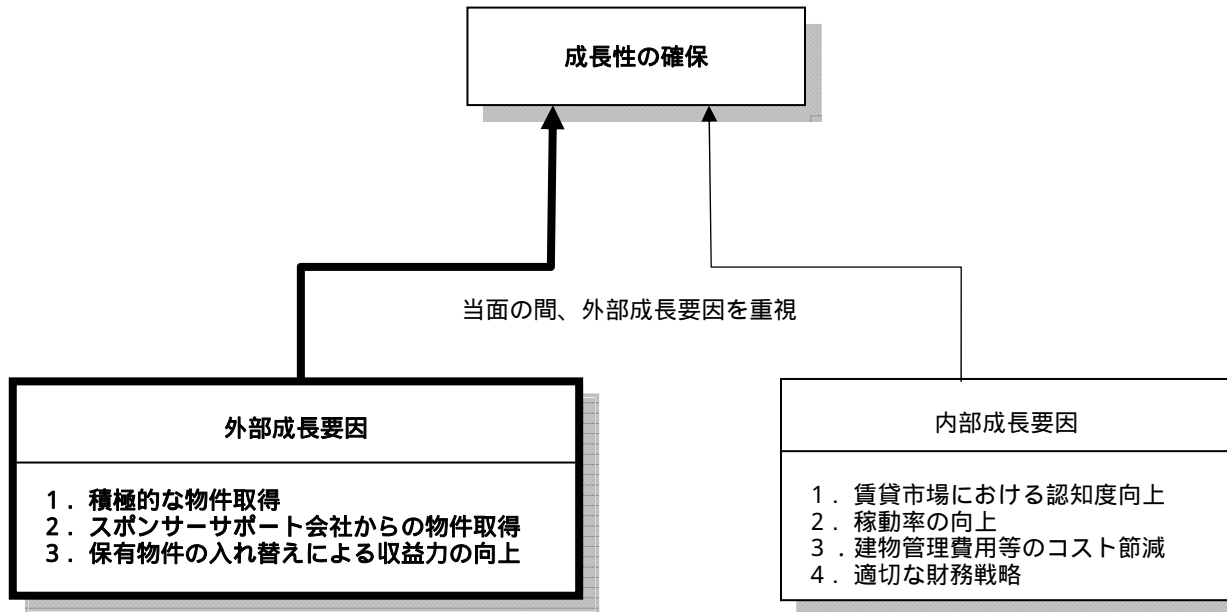 成長性の確保
当面の間、外部成長要因を重視
外部成長要因
1．積極的な物件取得
2．スポンサーサポート会社からの物件取得
3．保有物件の入れ替えによる収益力の向上
内部成長要因
1．賃貸市場における認知度向上
2．稼動率の向上
3．建物管理費用等のコスト節減
4．適切な財務戦略